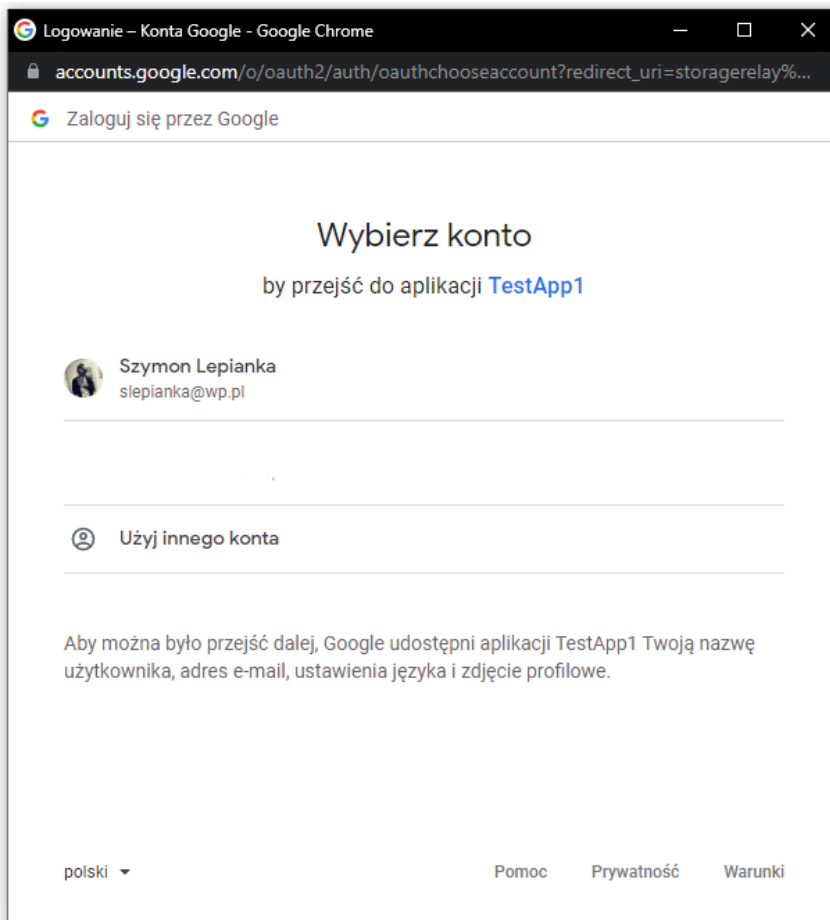 Logowanie – Konta Google - Google Chrome
accounts.google.com/o/oauth2/auth/oauthchooseaccount?redirect_uri=storagerelay%...
Zaloguj się przez Google
Wybierz konto
by przejść do aplikacji TestApp1
Szymon Lepianka
slepianka@wp.pl
Użyj innego konta
Aby można było przejść dalej, Google udostępni aplikacji TestApp1 Twoją nazwę
użytkownika, adres e-mail, ustawienia języka i zdjęcie profilowe.
polski
Pomoc Prywatność Warunki